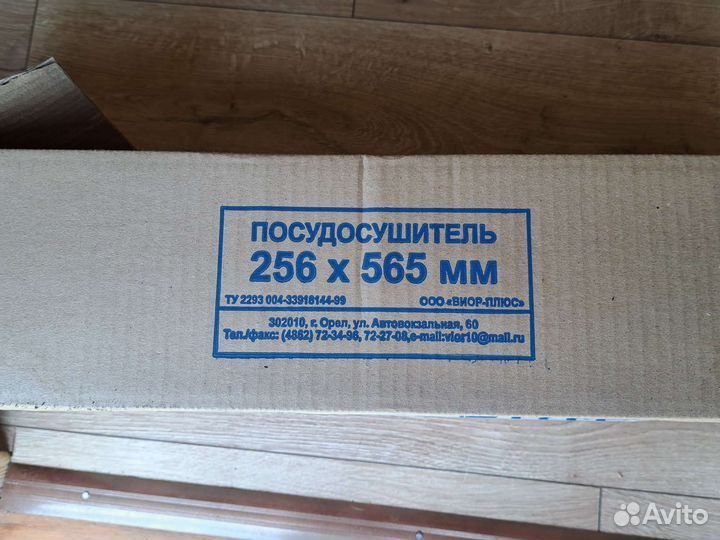 ПОСУДОСУШИТЕЛЬ
256 х 565 мм
ТУ 2293 004-33918144-99 ООО «ВИОР-ПЛЮС»
302010, г. Орел, ул. Автовокзальная, 60
Тел./факс: (4862) 72-34-96, 72-27-08,e-mail:vior10@mail.ru
Avito